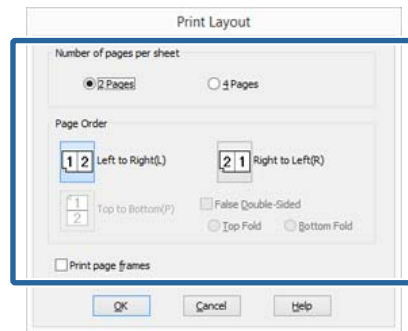 Print Layout
Number of pages per sheet
2 Pages
4 Pages
Page Order
1 2 Left to Right(L)
2 1 Right to Left(R)
1
2
Top to Bottom(P)
False Double-Sided
Top Fold
Bottom Fold
Print page frames
OK
Cancel
Help